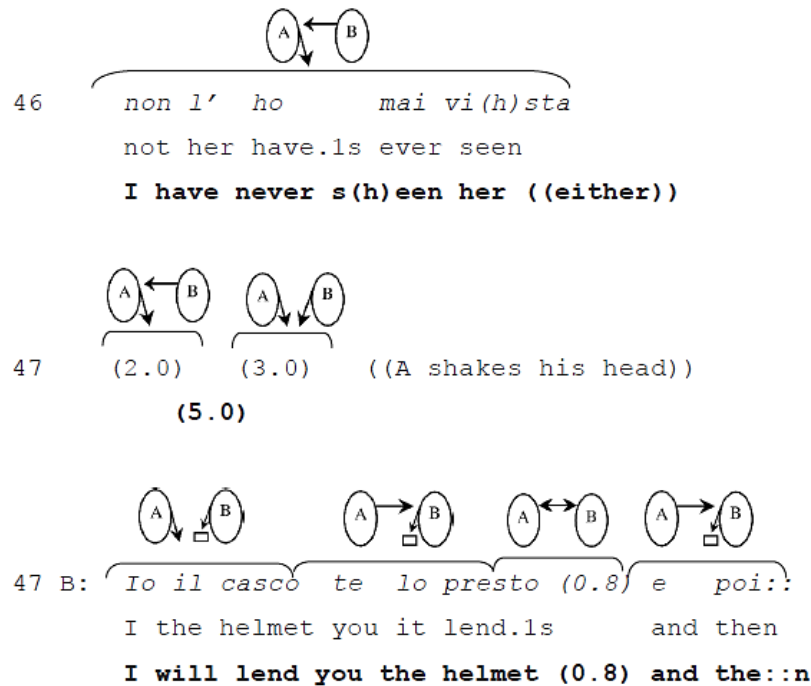 A B
46 non l' ho mai vi(h)sta
not her have.1s ever seen
I have never s(h)een her ((either))
A B A B
47 (2.0) (3.0) ((A shakes his head))
(5.0)
A B A B A B A B
47 B: Io il casco te lo presto (0.8) e poi::
I the helmet you it lend.1s and then
I will lend you the helmet (0.8) and the::n